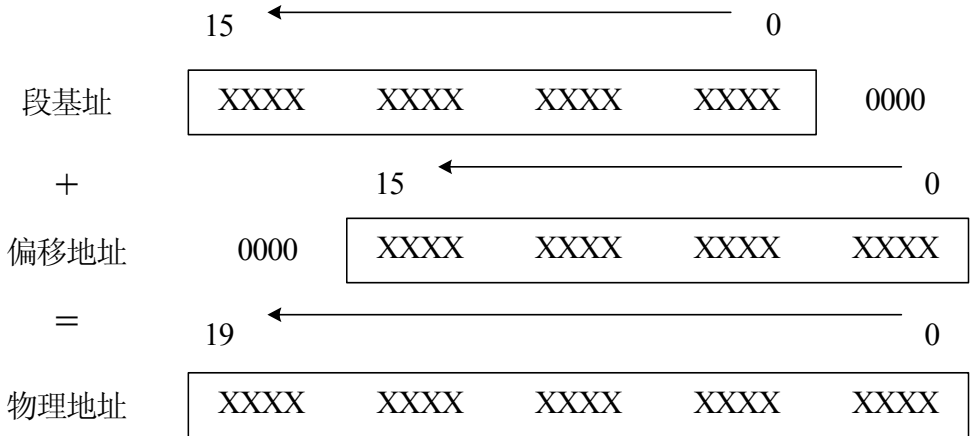 15 0
段基址 XXXX XXXX XXXX XXXX 0000
+ 15 0
偏移地址 0000 XXXX XXXX XXXX XXXX
= 19 0
物理地址 XXXX XXXX XXXX XXXX XXXX